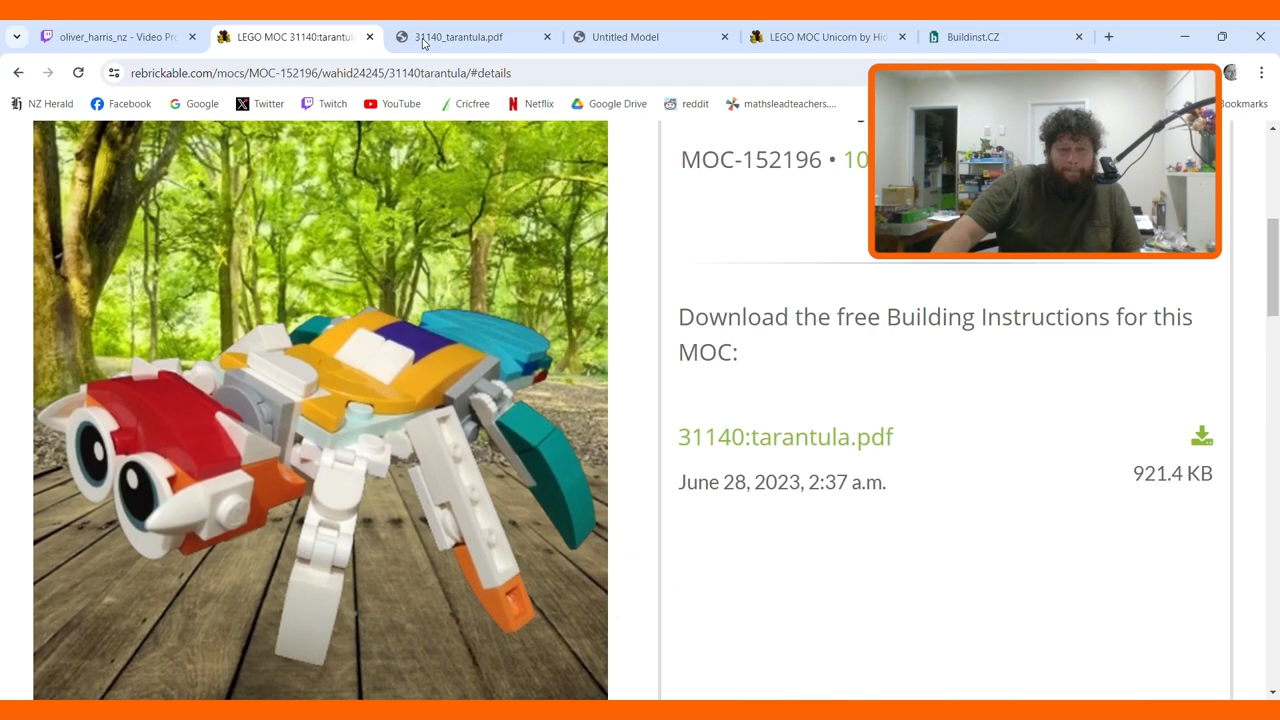 oliver_harris_nz - Video Pro
LEGO MOC 31140:tarantul
31140_tarantula.pdf
Untitled Model
LEGO MOC Unicorn by Hig
Buildinst.CZ
rebrickable.com/mocs/MOC-152196/wahid24245/31140tarantula/#details
NZ Herald
Facebook
Google
Twitter
Twitch
YouTube
Cricfree
Netflix
Google Drive
reddit
mathsleadteachers....
Bookmarks
MOC-152196 • 10
Download the free Building Instructions for this
MOC:
31140:tarantula.pdf
June 28, 2023, 2:37 a.m.
921.4 KB